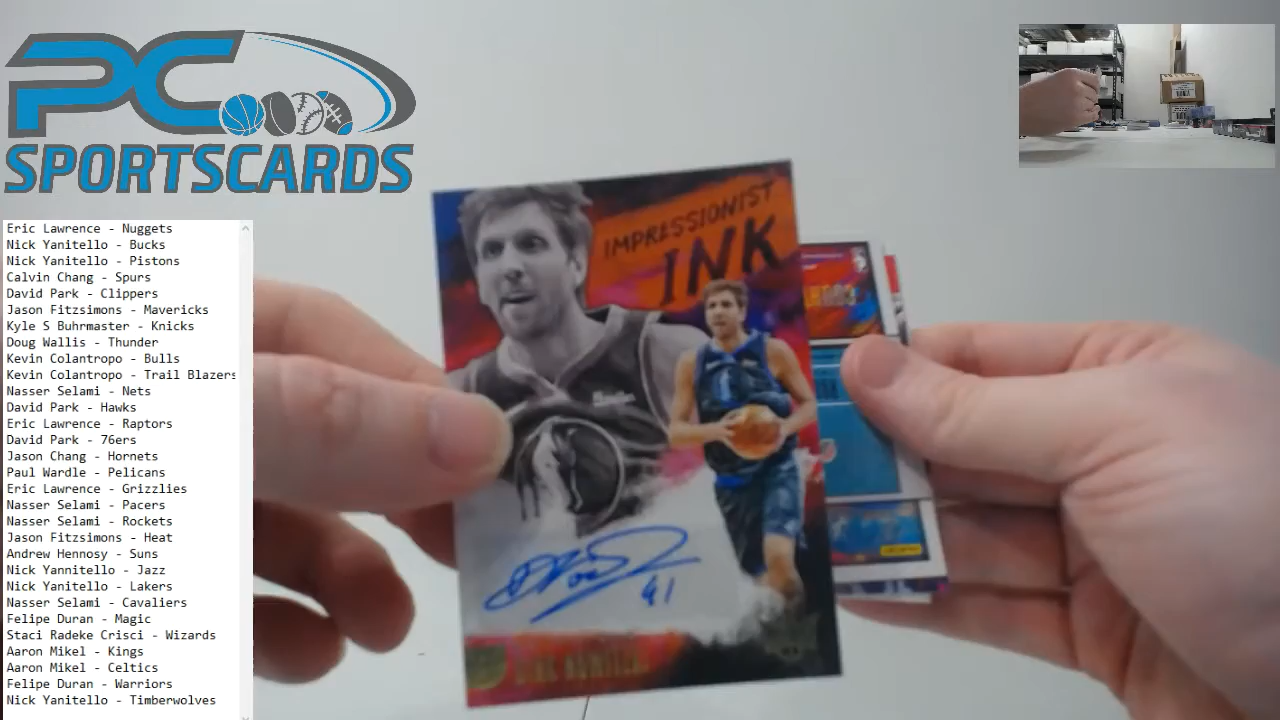 PC
SPORTSCARDS
Eric Lawrence - Nuggets
Nick Yanitello - Bucks
Nick Yanitello - Pistons
Calvin Chang - Spurs
David Park - Clippers
Jason Fitzsimons - Mavericks
Kyle S Buhrmaster - Knicks
Doug Wallis - Thunder
Kevin Colantropo - Bulls
Kevin Colantropo - Trail Blazers
Nasser Selami - Nets
David Park - Hawks
Eric Lawrence - Raptors
David Park - 76ers
Jason Chang - Hornets
Paul Wardle - Pelicans
Eric Lawrence - Grizzlies
Nasser Selami - Pacers
Nasser Selami - Rockets
Jason Fitzsimons - Heat
Andrew Hennosy - Suns
Nick Yannitello - Jazz
Nick Yanitello - Lakers
Nasser Selami - Cavaliers
Felipe Duran - Magic
Staci Radeke Crisci - Wizards
Aaron Mikel - Kings
Aaron Mikel - Celtics
Felipe Duran - Warriors
Nick Yanitello - Timberwolves
IMPRESSIONIST
INK
41